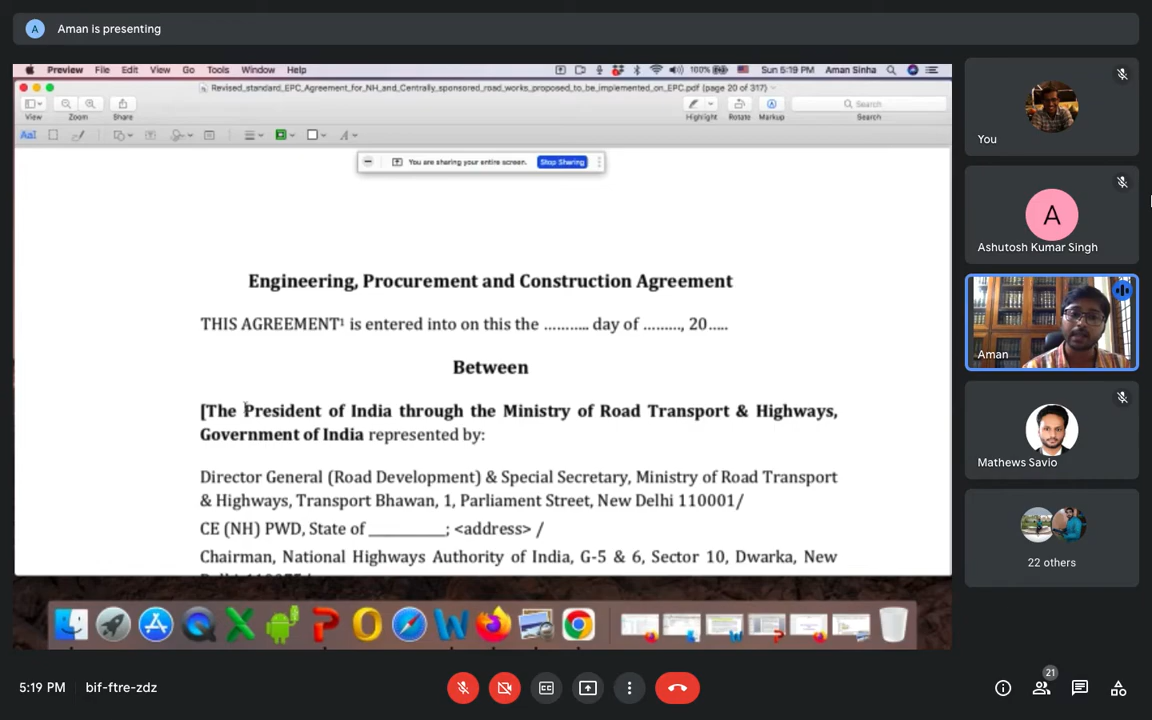 A Aman is presenting
Preview File Edit View Go Tools Window Help 100% Sun 5:19 PM Aman Sinha
Revised_standard_EPC_Agreement_for_NH_and_Centrally_sponsored_road_works_proposed_to_be_implemented_on_EPC.pdf (page 20 of 317)
Search
View Zoom Share Highlight Rotate Markup Search
AaI A
You are sharing your entire screen. Stop Sharing
Engineering, Procurement and Construction Agreement
THIS AGREEMENT¹ is entered into on this the ……….. day of ………, 20…..
Between
[The President of India through the Ministry of Road Transport & Highways,
Government of India represented by:
Director General (Road Development) & Special Secretary, Ministry of Road Transport
& Highways, Transport Bhawan, 1, Parliament Street, New Delhi 110001/
CE (NH) PWD, State of __________; <address> /
Chairman, National Highways Authority of India, G-5 & 6, Sector 10, Dwarka, New
You
A
Ashutosh Kumar Singh
Aman
Mathews Savio
22 others
5:19 PM bif-ftre-zdz
21